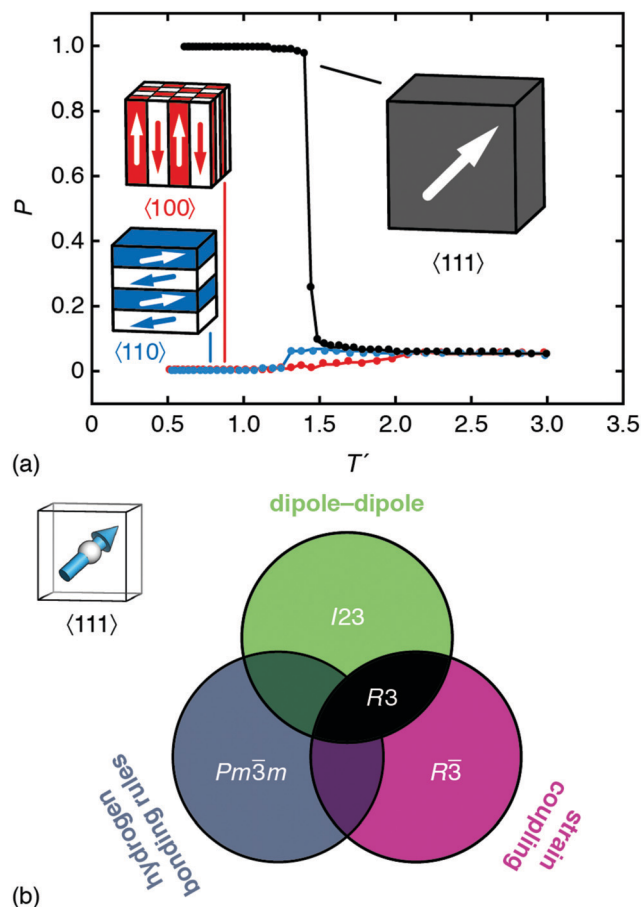 1.0
0.8
0.6
0.4
0.2
0
P
⟨100⟩
⟨110⟩
⟨111⟩
0 0.5 1.0 1.5 2.0 2.5 3.0 3.5
T′
(a)
⟨111⟩
dipole–dipole
I23
R3
Pm3̅m
R3̅
hydrogen
bonding rules
strain
coupling
(b)